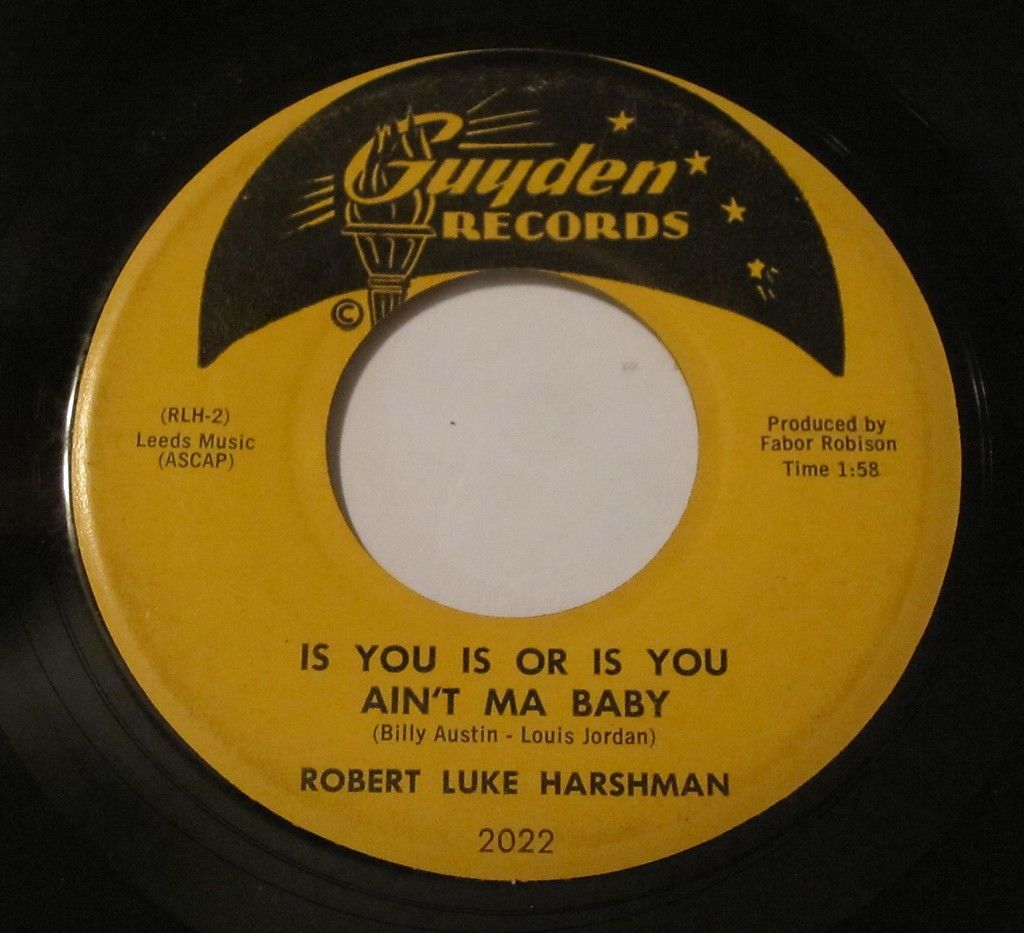 Guyden
RECORDS
©
(RLH-2)
Leeds Music
(ASCAP)
Produced by
Fabor Robison
Time 1:58
IS YOU IS OR IS YOU
AIN'T MA BABY
(Billy Austin - Louis Jordan)
ROBERT LUKE HARSHMAN
2022